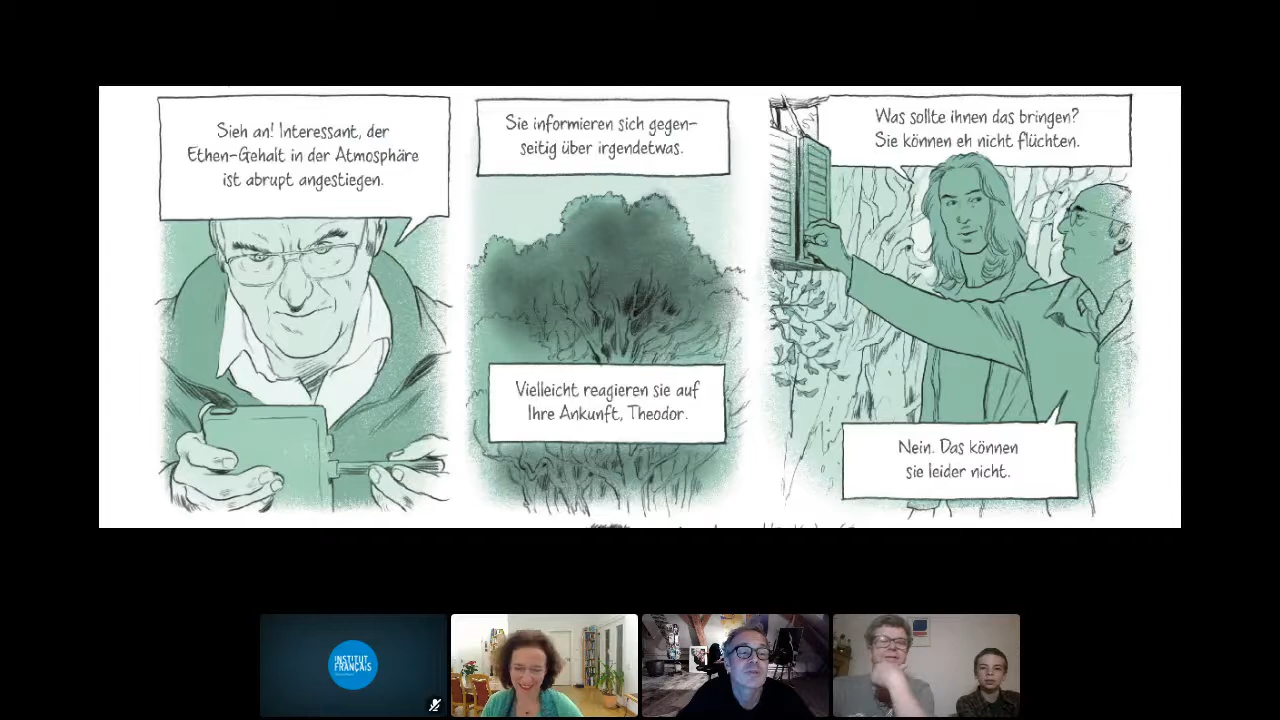 Sieh an! Interessant, der
Ethen-Gehalt in der Atmosphäre
ist abrupt angestiegen.
Sie informieren sich gegen-
seitig über irgendetwas.
Vielleicht reagieren sie auf
Ihre Ankunft, Theodor.
Was sollte ihnen das bringen?
Sie können eh nicht flüchten.
Nein. Das können
sie leider nicht.
INSTITUT
FRANÇAIS